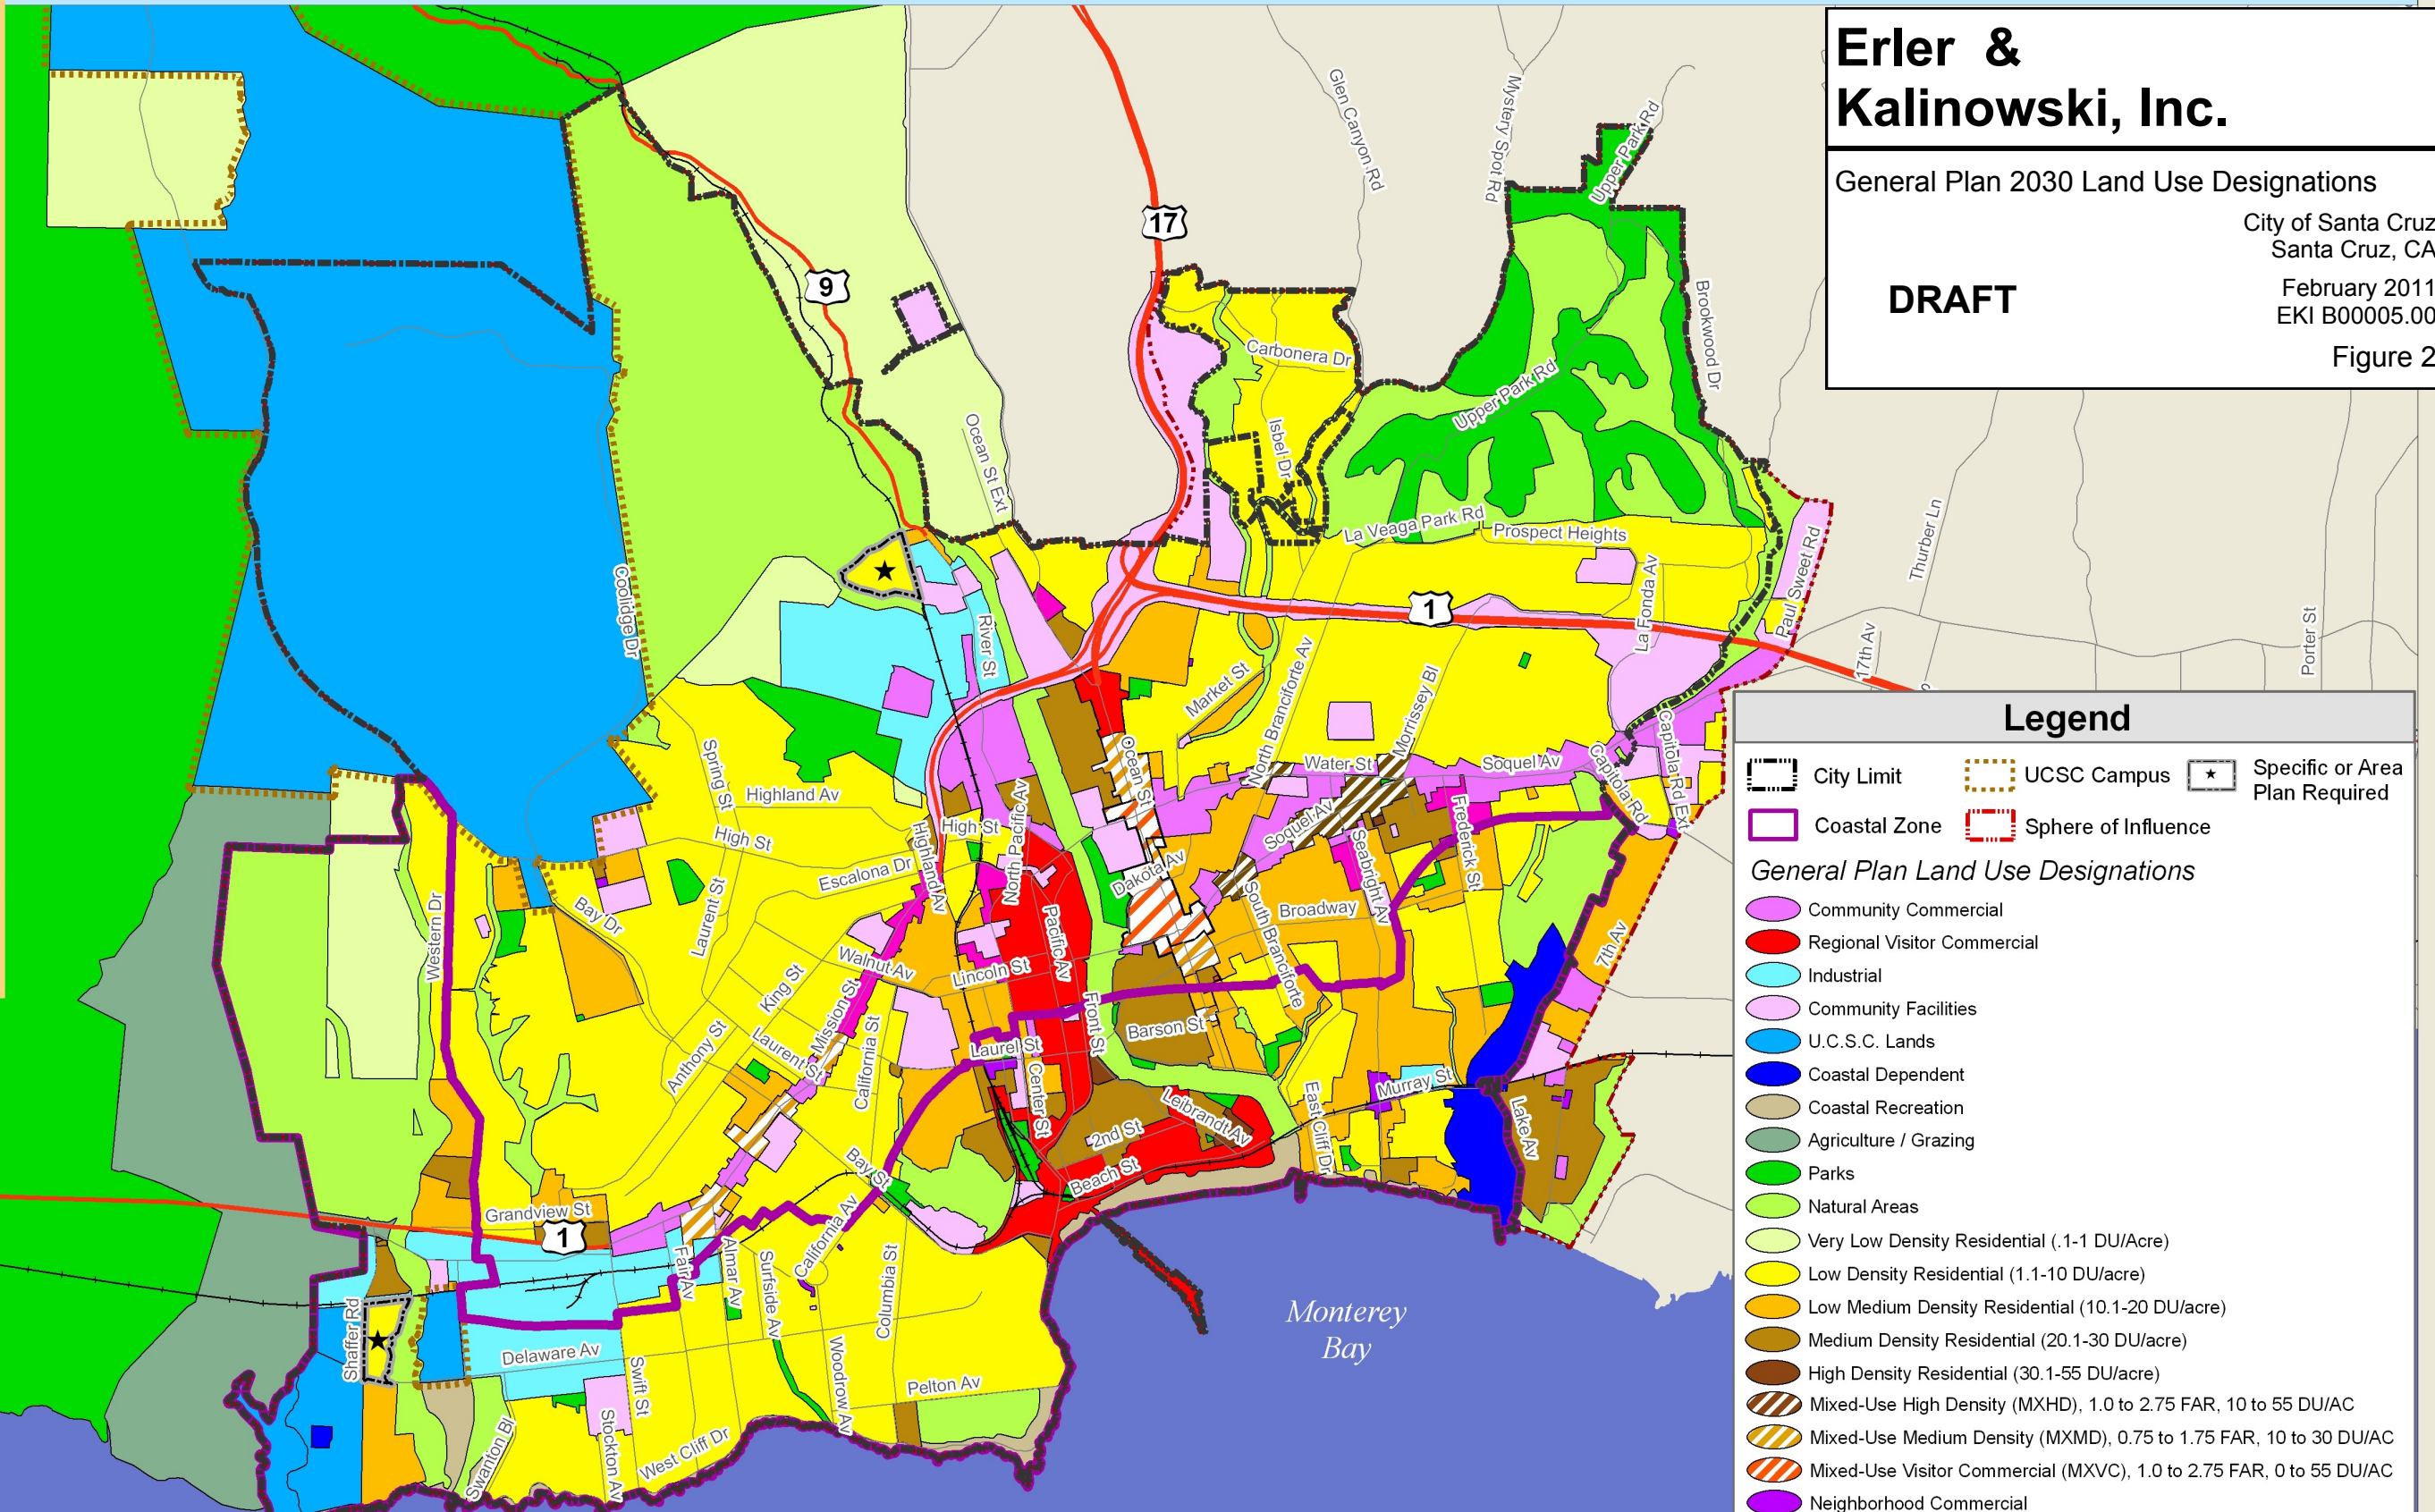 Erler &
Kalinowski, Inc.
General Plan 2030 Land Use Designations
City of Santa Cruz
Santa Cruz, CA
DRAFT
February 2011
EKI B00005.00
Figure 2
Glen Canyon Rd
Mystery Spot Rd
Upper Park Rd
17
9
Brookwood Dr
Carbonera Dr
Upper Park Rd
Isbel Dr
Ocean St Ext
La Veaga Park Rd
Prospect Heights
Thurber Ln
Paul Sweet Rd
La Fonda Av
Coolidge Dr
1
River St
17th Av
Porter St
Market St
North Branciforte Av
Morrissey Bl
Capitola Rd Ext
Spring St
Ocean St
Water St
Soquel Av
Capitola Rd
Highland Av
North Pacific Av
High St
High St
Highland Av
Soquel Av
Frederick St
Seabright Av
Escalona Dr
Dakota Av
Laurent St
Bay Dr
Broadway
South Branciforte
Western Dr
Pacific Av
7th Av
Walnut Av
Lincoln St
King St
Mission St
Front St
Barson St
Anthony St
Laurent St
California St
Laurel St
Center St
Murray St
East Cliff Dr
Leibrandt Av
2nd St
Lake Av
Bay St
Beach St
Grandview St
1
California Av
Fair Av
Almar Av
Surfside Av
Columbia St
Shaffer Rd
Delaware Av
Swift St
Woodrow Av
Pelton Av
Stockton Av
West Cliff Dr
Swanton Bl
Monterey
Bay
Legend
City Limit
UCSC Campus
Specific or Area
Plan Required
Coastal Zone
Sphere of Influence
General Plan Land Use Designations
Community Commercial
Regional Visitor Commercial
Industrial
Community Facilities
U.C.S.C. Lands
Coastal Dependent
Coastal Recreation
Agriculture / Grazing
Parks
Natural Areas
Very Low Density Residential (.1-1 DU/Acre)
Low Density Residential (1.1-10 DU/acre)
Low Medium Density Residential (10.1-20 DU/acre)
Medium Density Residential (20.1-30 DU/acre)
High Density Residential (30.1-55 DU/acre)
Mixed-Use High Density (MXHD), 1.0 to 2.75 FAR, 10 to 55 DU/AC
Mixed-Use Medium Density (MXMD), 0.75 to 1.75 FAR, 10 to 30 DU/AC
Mixed-Use Visitor Commercial (MXVC), 1.0 to 2.75 FAR, 0 to 55 DU/AC
Neighborhood Commercial